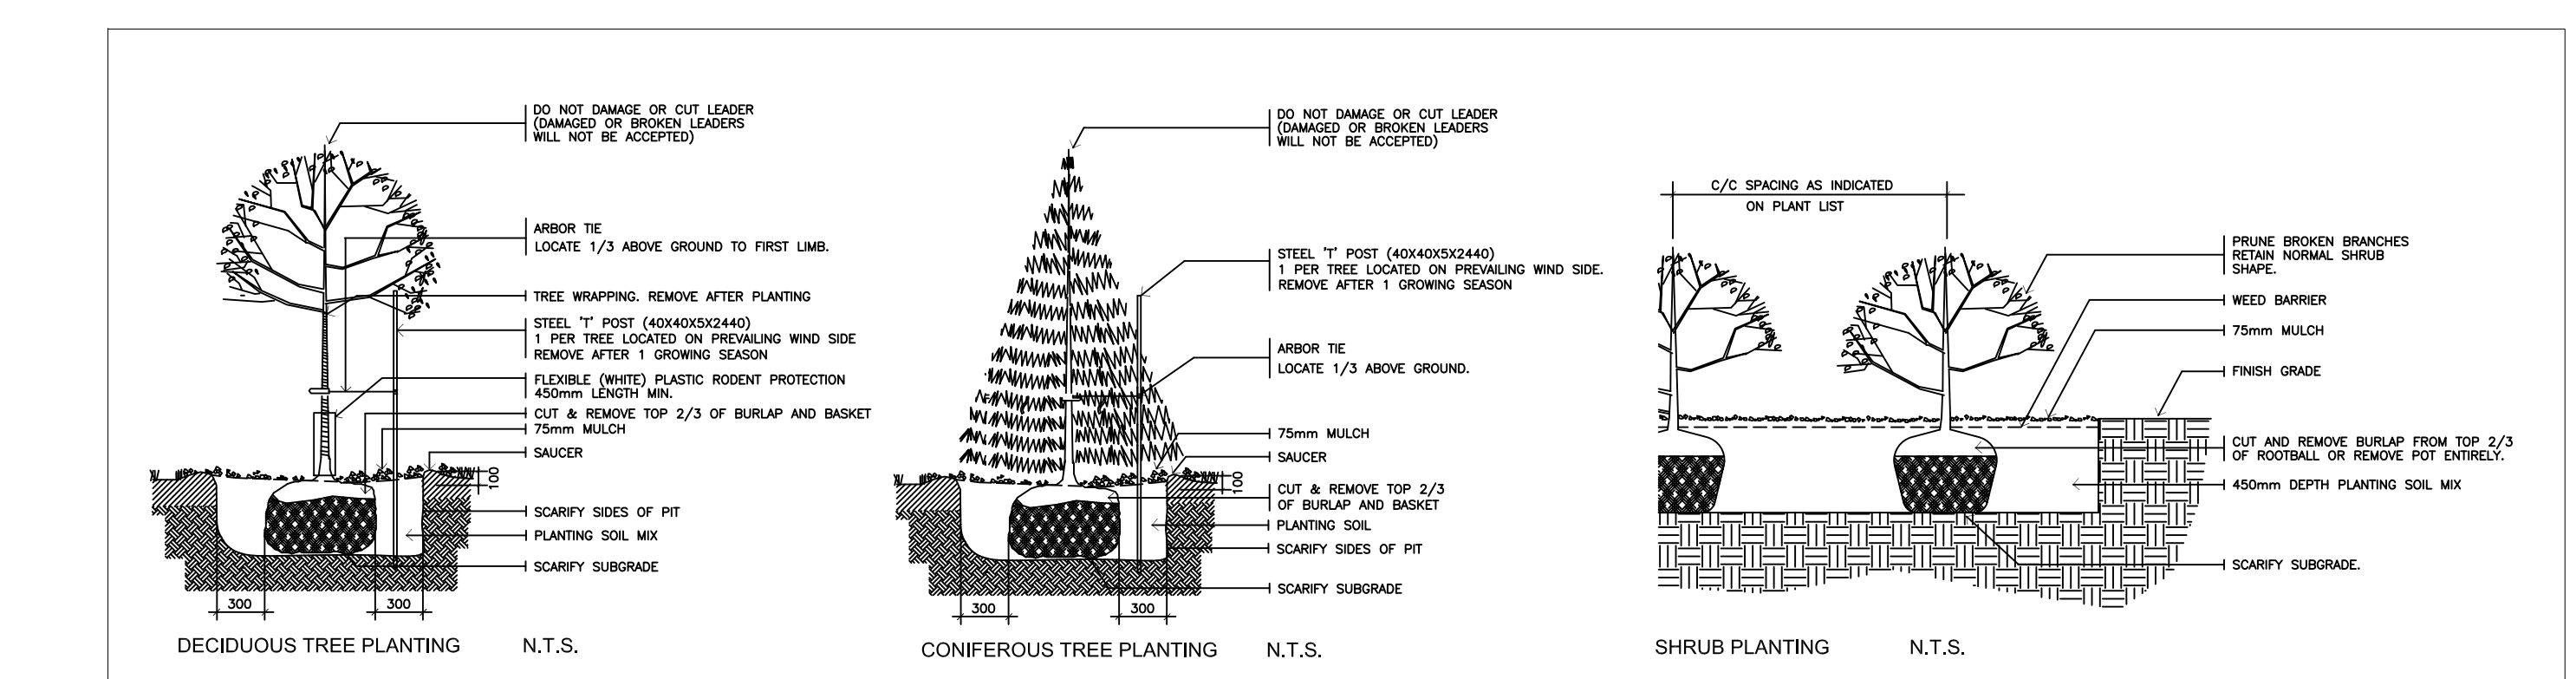 DO NOT DAMAGE OR CUT LEADER
(DAMAGED OR BROKEN LEADERS
WILL NOT BE ACCEPTED)
ARBOR TIE
LOCATE 1/3 ABOVE GROUND TO FIRST LIMB.
TREE WRAPPING. REMOVE AFTER PLANTING
STEEL 'T' POST (40X40X5X2440)
1 PER TREE LOCATED ON PREVAILING WIND SIDE
REMOVE AFTER 1 GROWING SEASON
FLEXIBLE (WHITE) PLASTIC RODENT PROTECTION
450mm LENGTH MIN.
CUT & REMOVE TOP 2/3 OF BURLAP AND BASKET
75mm MULCH
SAUCER
100
SCARIFY SIDES OF PIT
PLANTING SOIL MIX
SCARIFY SUBGRADE
300
300
DECIDUOUS TREE PLANTING N.T.S.
DO NOT DAMAGE OR CUT LEADER
(DAMAGED OR BROKEN LEADERS
WILL NOT BE ACCEPTED)
STEEL 'T' POST (40X40X5X2440)
1 PER TREE LOCATED ON PREVAILING WIND SIDE.
REMOVE AFTER 1 GROWING SEASON
ARBOR TIE
LOCATE 1/3 ABOVE GROUND.
75mm MULCH
SAUCER
100
CUT & REMOVE TOP 2/3
OF BURLAP AND BASKET
PLANTING SOIL
SCARIFY SIDES OF PIT
SCARIFY SUBGRADE
300
300
CONIFEROUS TREE PLANTING N.T.S.
C/C SPACING AS INDICATED
ON PLANT LIST
PRUNE BROKEN BRANCHES
RETAIN NORMAL SHRUB
SHAPE.
WEED BARRIER
75mm MULCH
FINISH GRADE
CUT AND REMOVE BURLAP FROM TOP 2/3
OF ROOTBALL OR REMOVE POT ENTIRELY.
450mm DEPTH PLANTING SOIL MIX
SCARIFY SUBGRADE.
SHRUB PLANTING N.T.S.